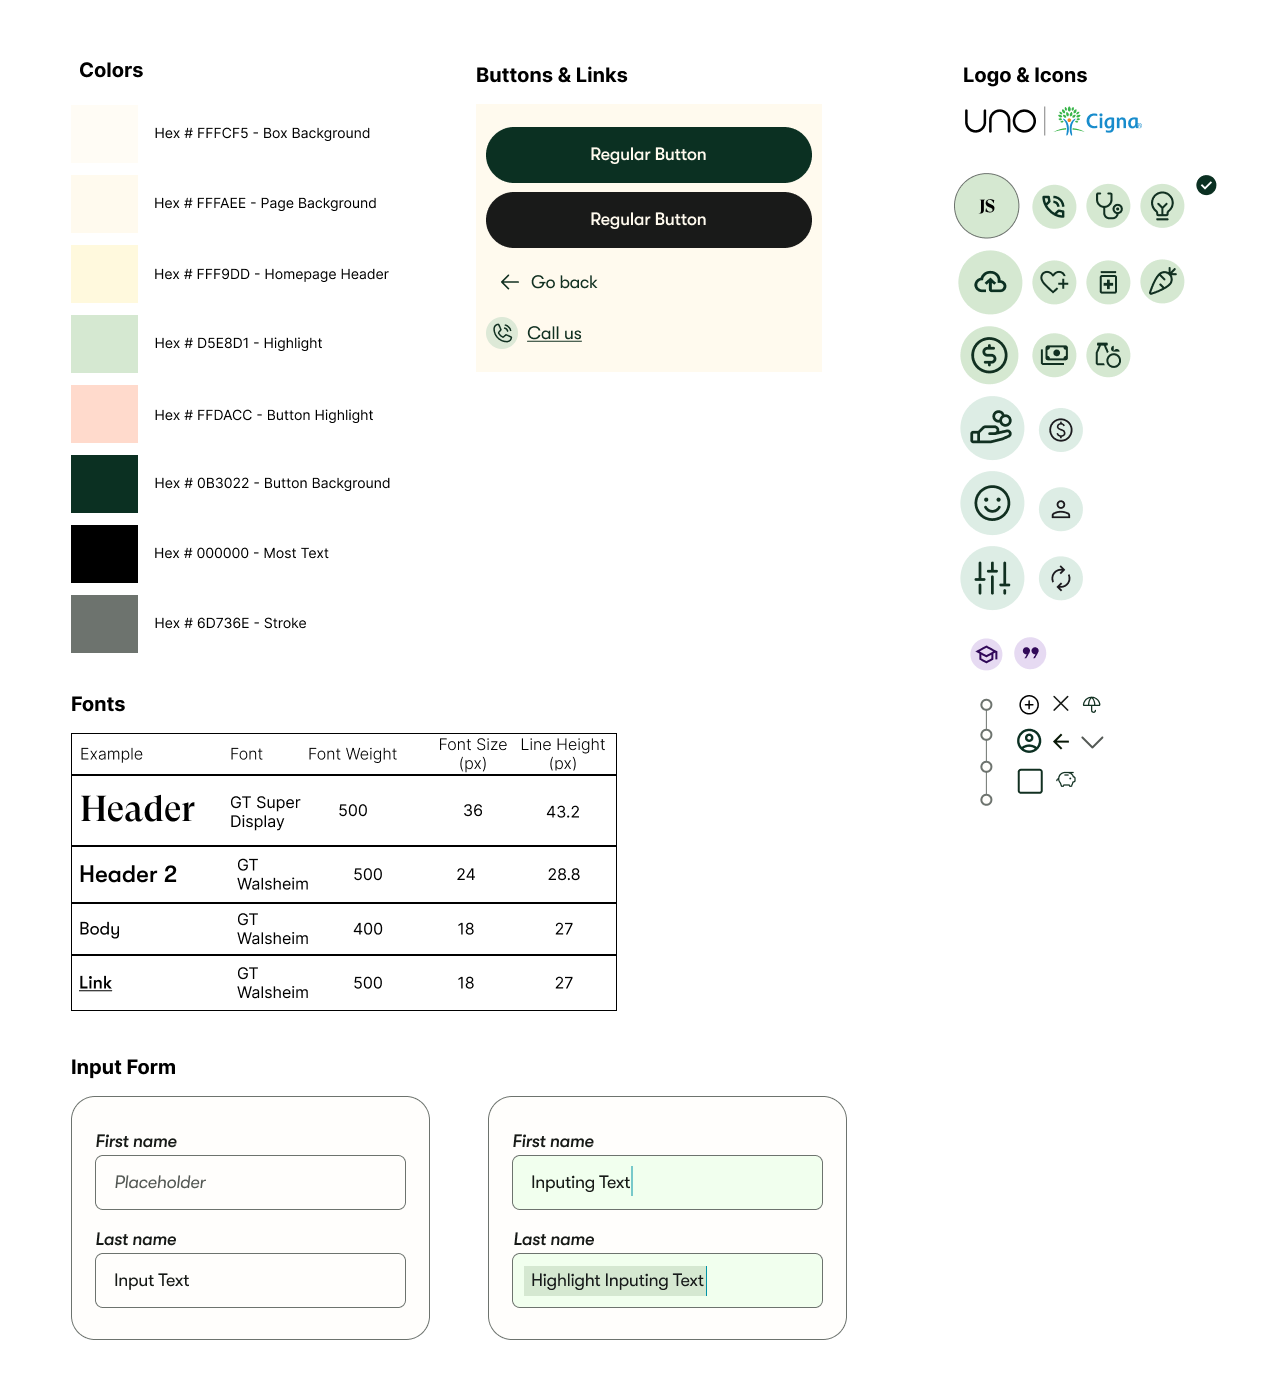 Colors
Hex # FFFCF5 - Box Background
Hex # FFFAEE - Page Background
Hex # FFF9DD - Homepage Header
Hex # D5E8D1 - Highlight
Hex # FFDACC - Button Highlight
Hex # 0B3022 - Button Background
Hex # 000000 - Most Text
Hex # 6D736E - Stroke
Buttons & Links
Regular Button
Regular Button
Go back
Call us
Logo & Icons
UNO
Cigna
JS
Fonts
Example Font Font Weight Font Size (px) Line Height (px)
Header GT Super Display 500 36 43.2
Header 2 GT Walsheim 500 24 28.8
Body GT Walsheim 400 18 27
Link GT Walsheim 500 18 27
Input Form
First name
Placeholder
Last name
Input Text
First name
Inputing Text
Last name
Highlight Inputing Text